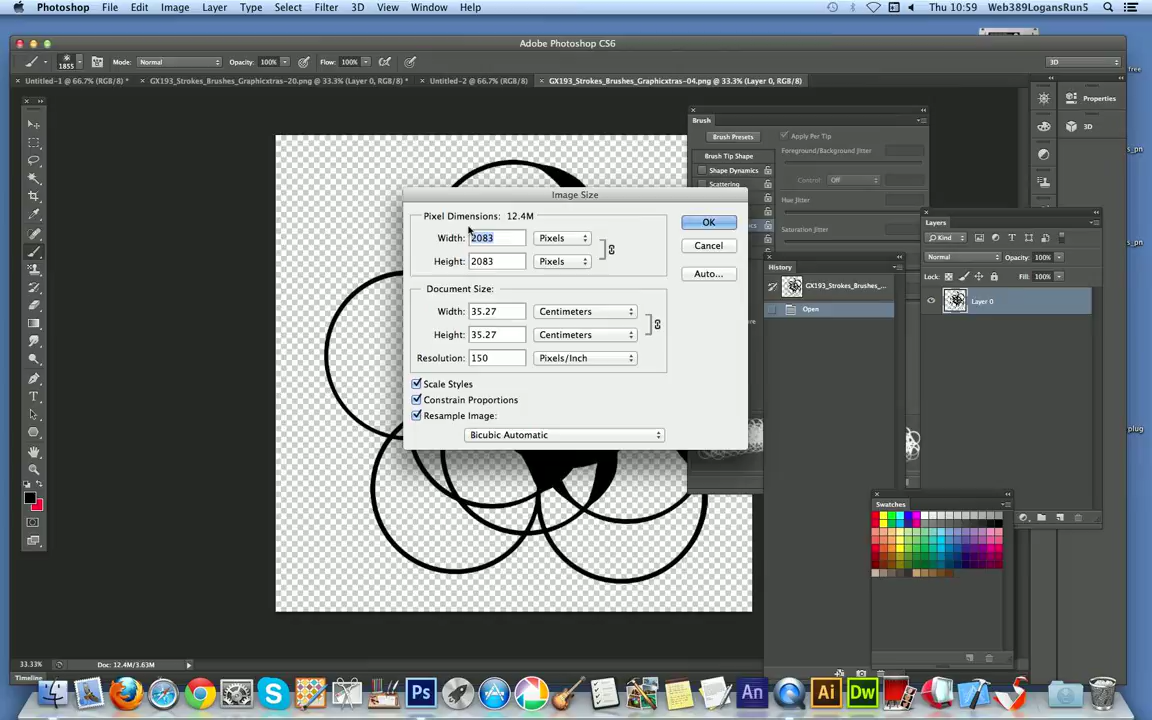 Photoshop File Edit Image Layer Type Select Filter 3D View Window Help Thu 10:59 Web389LogansRun5
Adobe Photoshop CS6
1855 Mode: Normal Opacity: 100% Flow: 100% 3D
Untitled-1 @ 66.7% (RGB/8) * GX193_Strokes_Brushes_Graphicxtras-20.png @ 33.3% (Layer 0, RGB/8) * Untitled-2 @ 66.7% (RGB/8) GX193_Strokes_Brushes_Graphicxtras-04.png @ 33.3% (Layer 0, RGB/8)
Properties
3D
Brush
Brush Presets Apply Per Tip
Brush Tip Shape Foreground/Background Jitter
Shape Dynamics Control: Off
Scattering
Hue Jitter
Saturation Jitter
Image Size
Pixel Dimensions: 12.4M
Width: 2083 Pixels
Height: 2083 Pixels
Document Size:
Width: 35.27 Centimeters
Height: 35.27 Centimeters
Resolution: 150 Pixels/Inch
Scale Styles
Constrain Proportions
Resample Image:
Bicubic Automatic
OK
Cancel
Auto...
History
GX193_Strokes_Brushes_...
Open
Layers
Kind
Normal Opacity: 100%
Lock: Fill: 100%
Layer 0
Swatches
33.33% Doc: 12.4M/3.63M
Timeline
Ps An Ai Dw